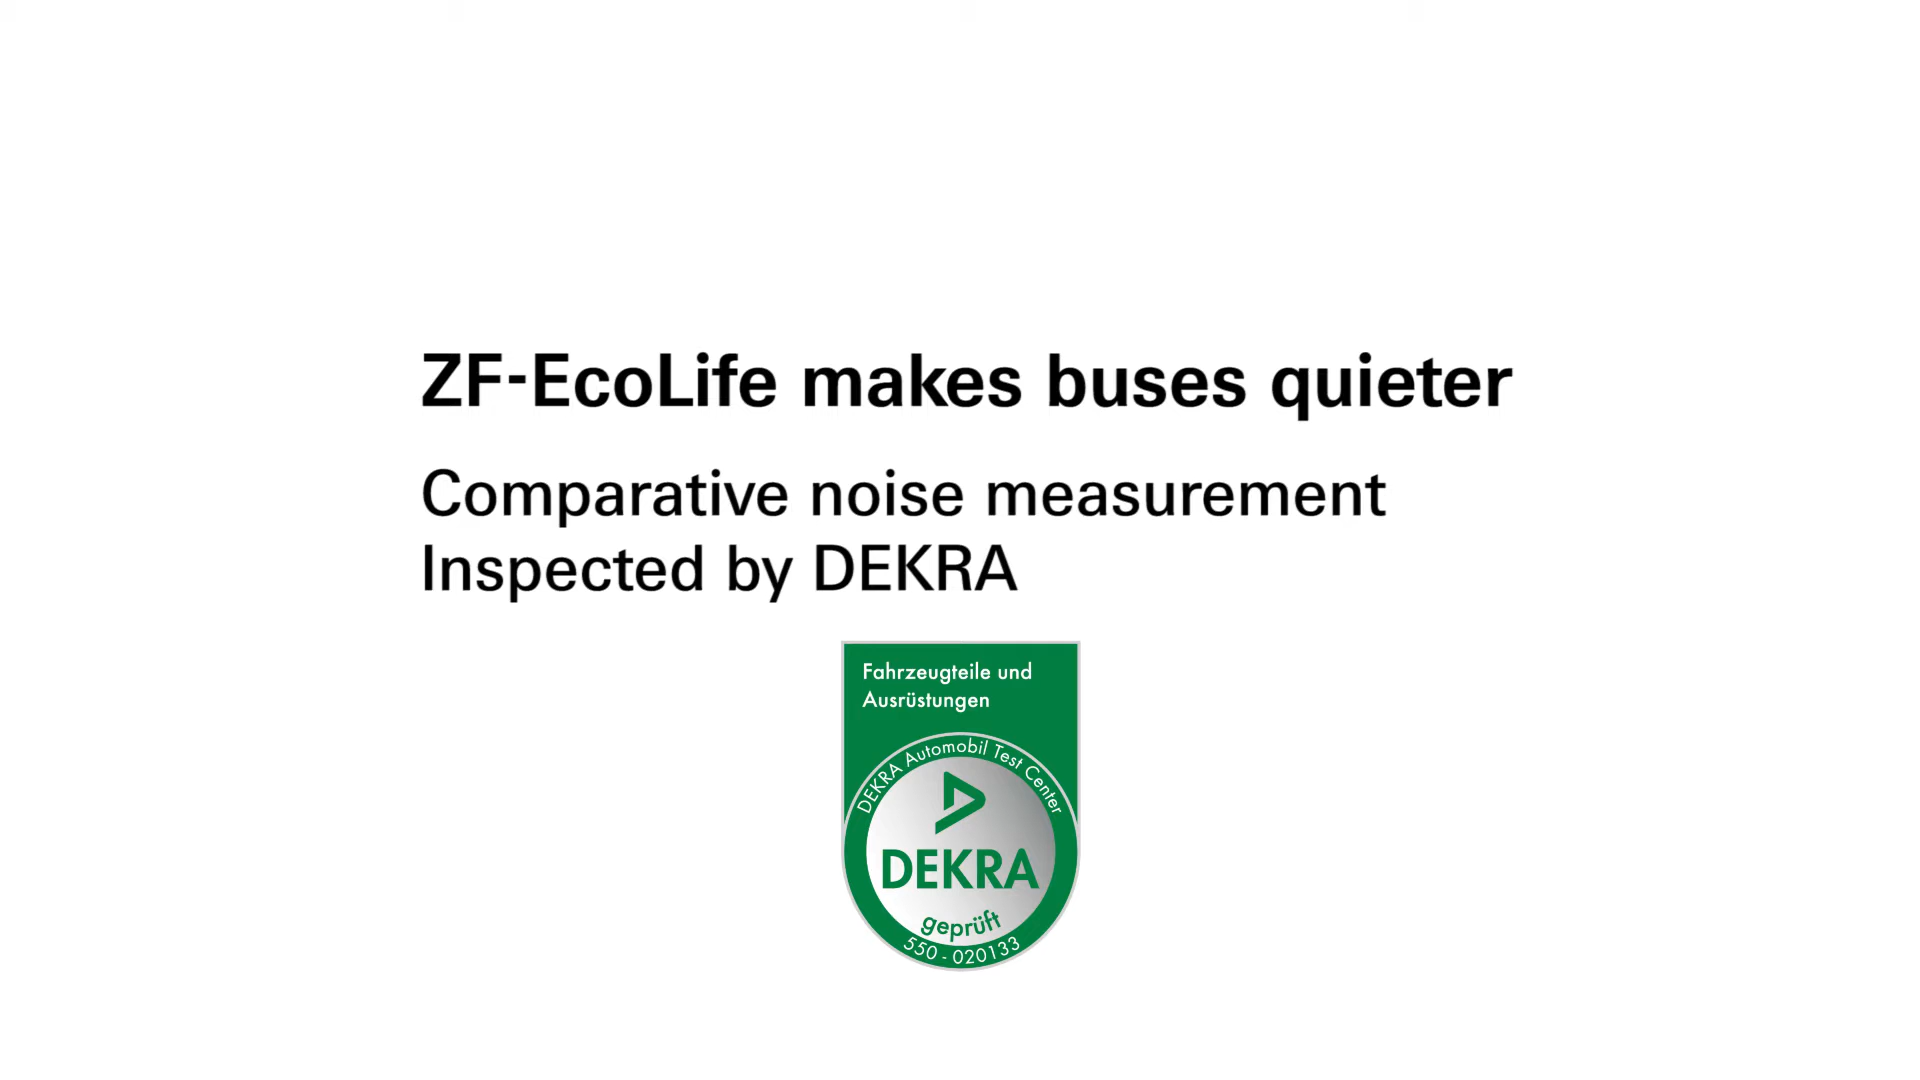 ZF-EcoLife makes buses quieter
Comparative noise measurement
Inspected by DEKRA
Fahrzeugteile und
Ausrüstungen
DEKRA Automobil Test Center
DEKRA
geprüft
550 - 020133